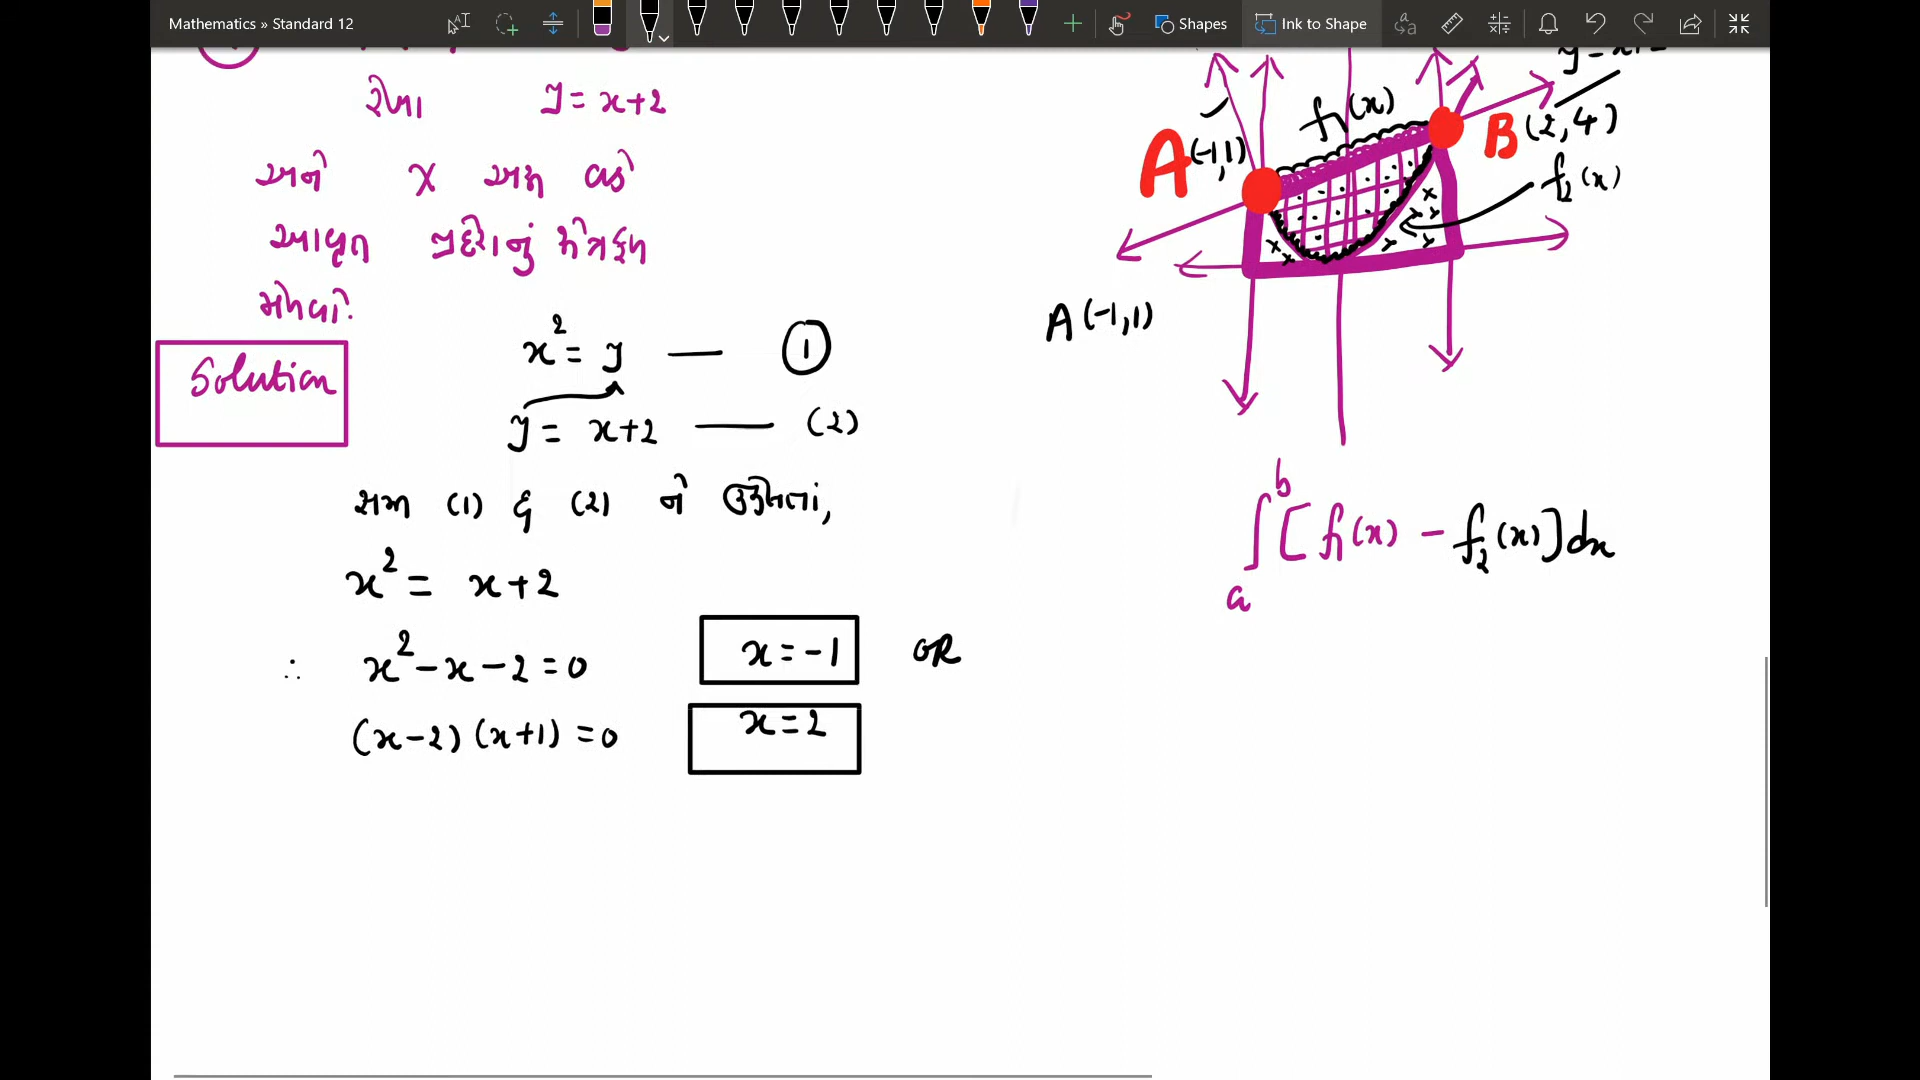 Mathematics » Standard 12
Shapes
Ink to Shape
રેખા y = x+2
અને x અક્ષ વડે
આવૃત્ત પ્રદેશનું ક્ષેત્રફળ
મેળવો.
Solution
x² = y — ①
y = x+2 — (2)
સમી (1) & (2) ને ઉકેલતાં,
x² = x+2
∴ x²-x-2 = 0
(x-2) (x+1) = 0
x = -1 OR
x = 2
f₁(x)
A (-1,1)
B (2,4)
f₂(x)
A (-1,1)
∫ₐᵇ [f₁(x) - f₂(x)] dx